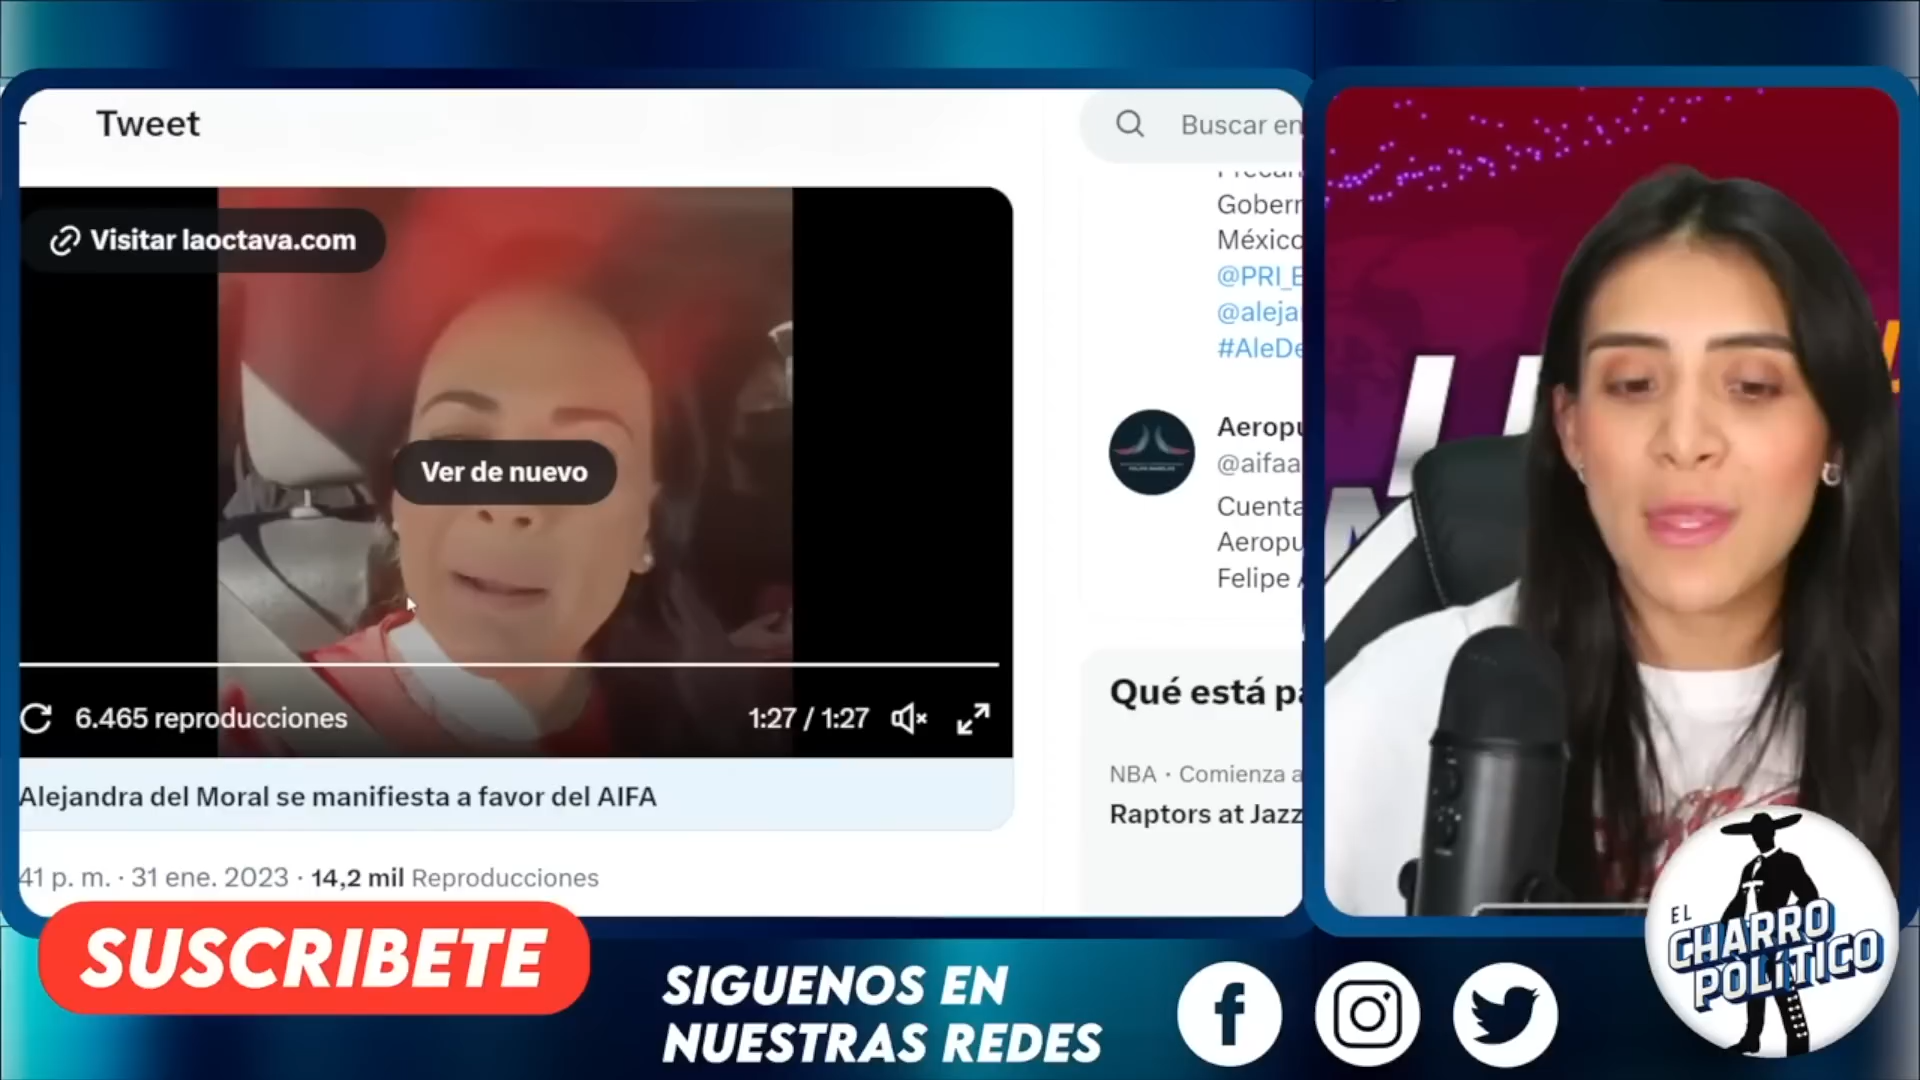 Tweet
Buscar en
Visitar laoctava.com
Gobern
México
@PRI_E
@aleja
#AleDe
Ver de nuevo
Aeropu
@aifaa
Cuenta
Aeropu
Felipe A
6.465 reproducciones
1:27 / 1:27
Qué está pa
NBA · Comienza a
Raptors at Jazz
Alejandra del Moral se manifiesta a favor del AIFA
41 p. m. · 31 ene. 2023 · 14,2 mil Reproducciones
SUSCRIBETE
SIGUENOS EN
NUESTRAS REDES
EL
CHARRO
POLÍTICO